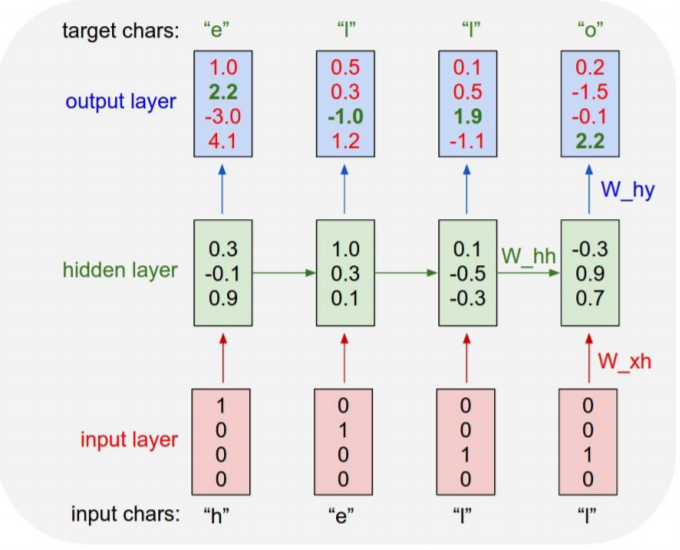 target chars: “e” “l” “l” “o”
output layer
1.0 0.5 0.1 0.2
2.2 0.3 0.5 -1.5
-3.0 -1.0 1.9 -0.1
4.1 1.2 -1.1 2.2
W_hy
hidden layer
0.3 1.0 0.1 -0.3
-0.1 0.3 -0.5 0.9
0.9 0.1 -0.3 0.7
W_hh
W_xh
input layer
1 0 0 0
0 1 0 0
0 0 1 1
0 0 0 0
input chars: “h” “e” “l” “l”